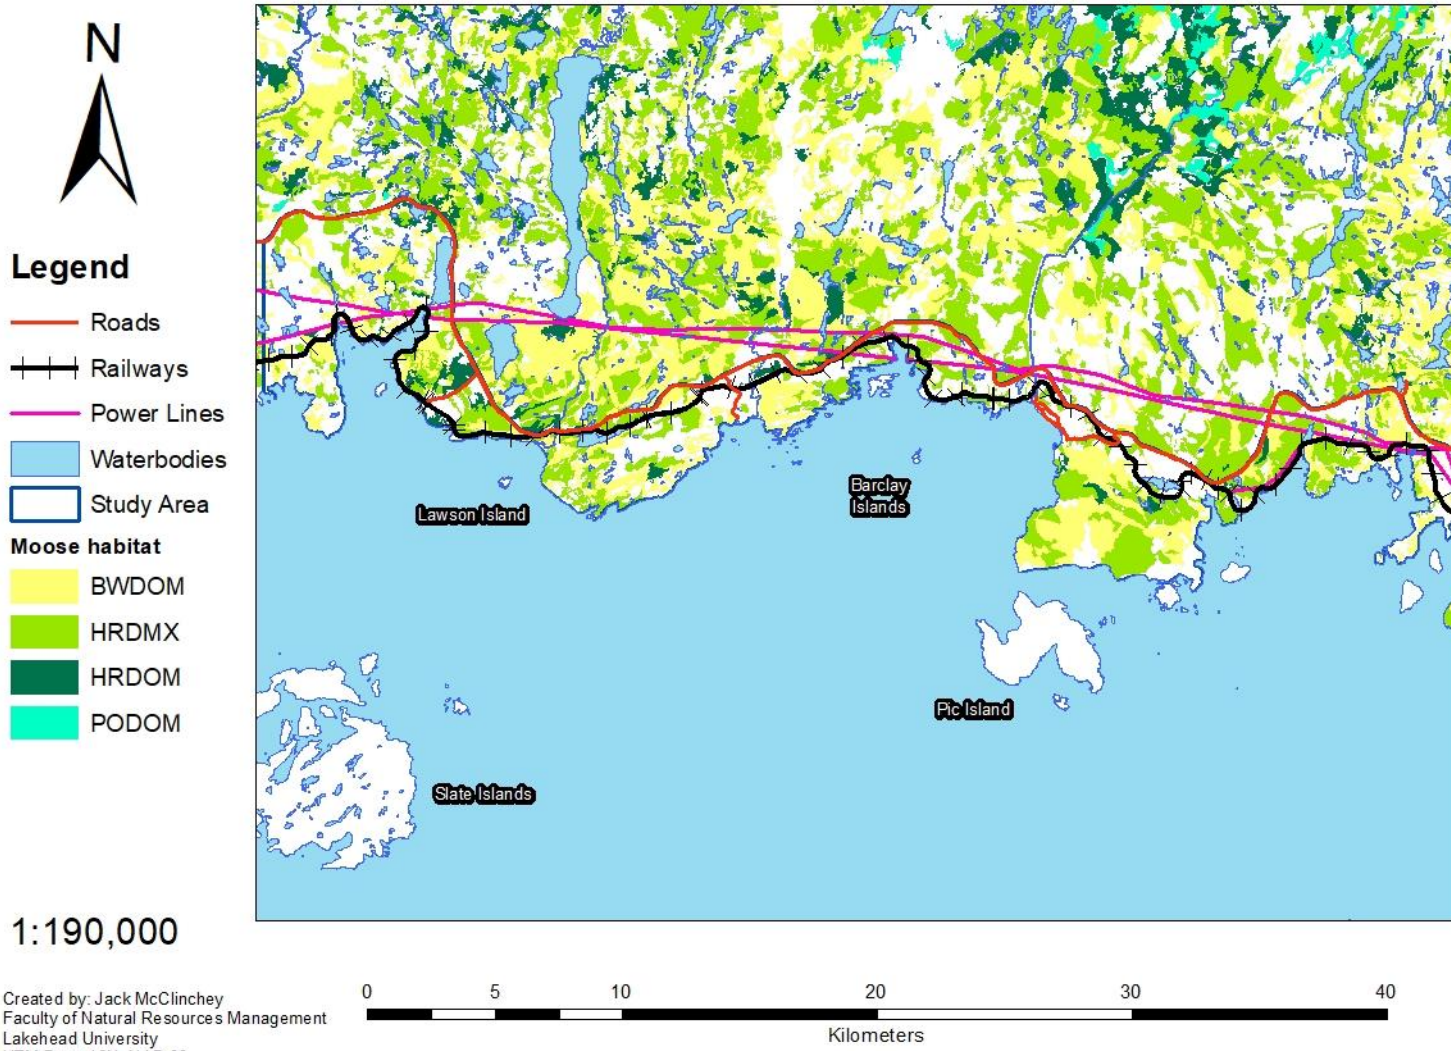 N
Legend
Roads
Railways
Power Lines
Waterbodies
Study Area
Moose habitat
BWDOM
HRDMX
HRDOM
PODOM
1:190,000
Lawson Island
Barclay
Islands
Pic Island
Slate Islands
0 5 10 20 30 40
Kilometers
Created by: Jack McClinchey
Faculty of Natural Resources Management
Lakehead University